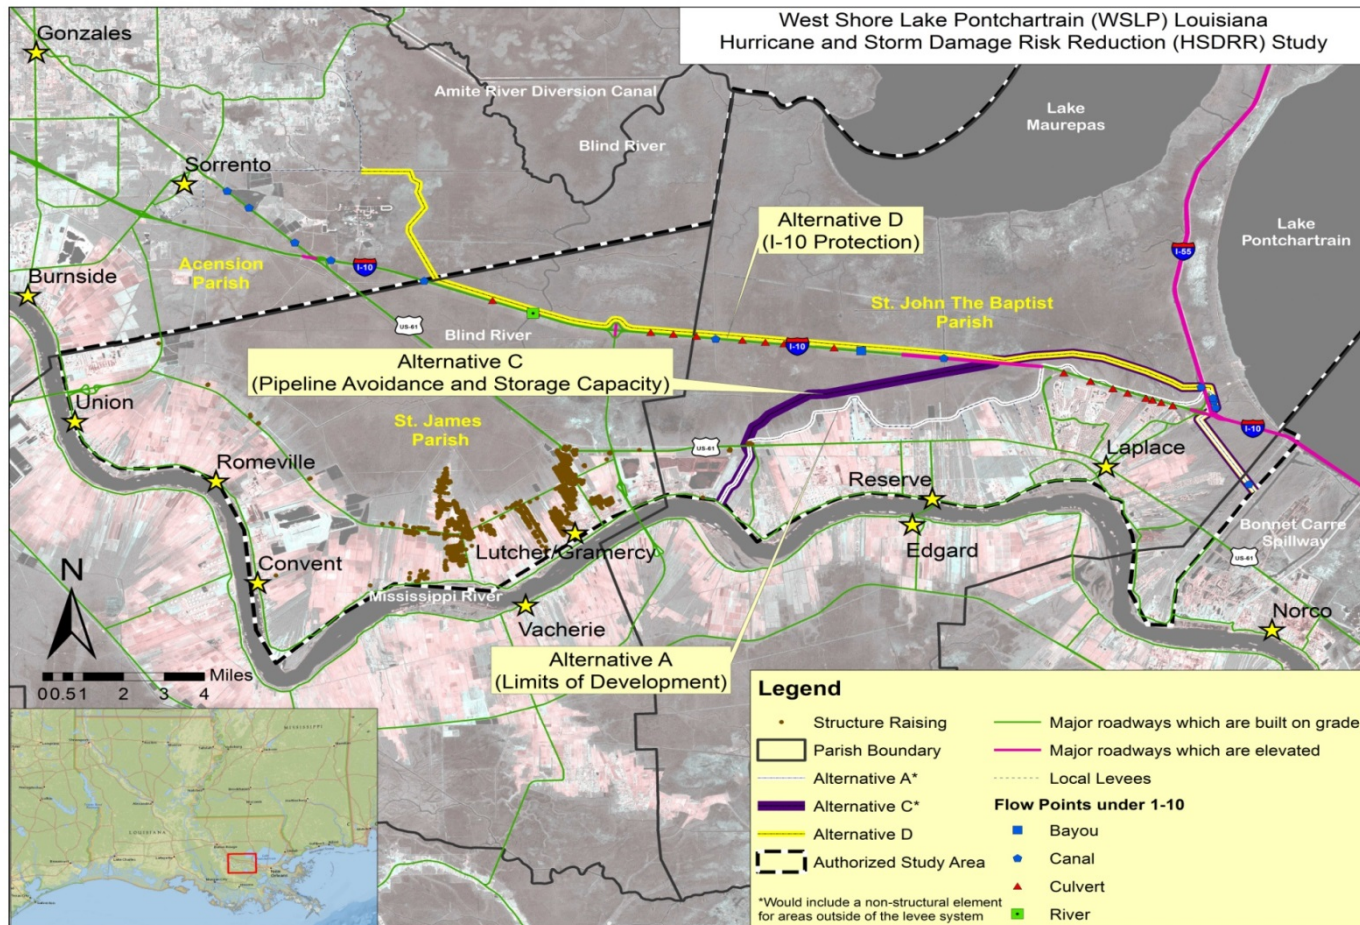 West Shore Lake Pontchartrain (WSLP) Louisiana
Hurricane and Storm Damage Risk Reduction (HSDRR) Study
Gonzales
Amite River Diversion Canal
Lake
Maurepas
Blind River
Sorrento
Alternative D
(I-10 Protection)
Lake
Pontchartrain
I-55
Acension
Parish
I-10
Burnside
St. John The Baptist
Parish
US-61
Blind River
I-10
Alternative C
(Pipeline Avoidance and Storage Capacity)
Union
St. James
Parish
I-10
US-61
Laplace
Romeville
Reserve
Lutcher/Gramercy
Edgard
Bonnet Carre
Spillway
US-61
N
Convent
Mississippi River
Vacherie
Norco
Alternative A
(Limits of Development)
Miles
0 0.5 1 2 3 4
Legend
Structure Raising
Parish Boundary
Alternative A*
Alternative C*
Alternative D
Authorized Study Area
*Would include a non-structural element
for areas outside of the levee system
Major roadways which are built on grade
Major roadways which are elevated
Local Levees
Flow Points under 1-10
Bayou
Canal
Culvert
River
MISSISSIPPI
LOUISIANA